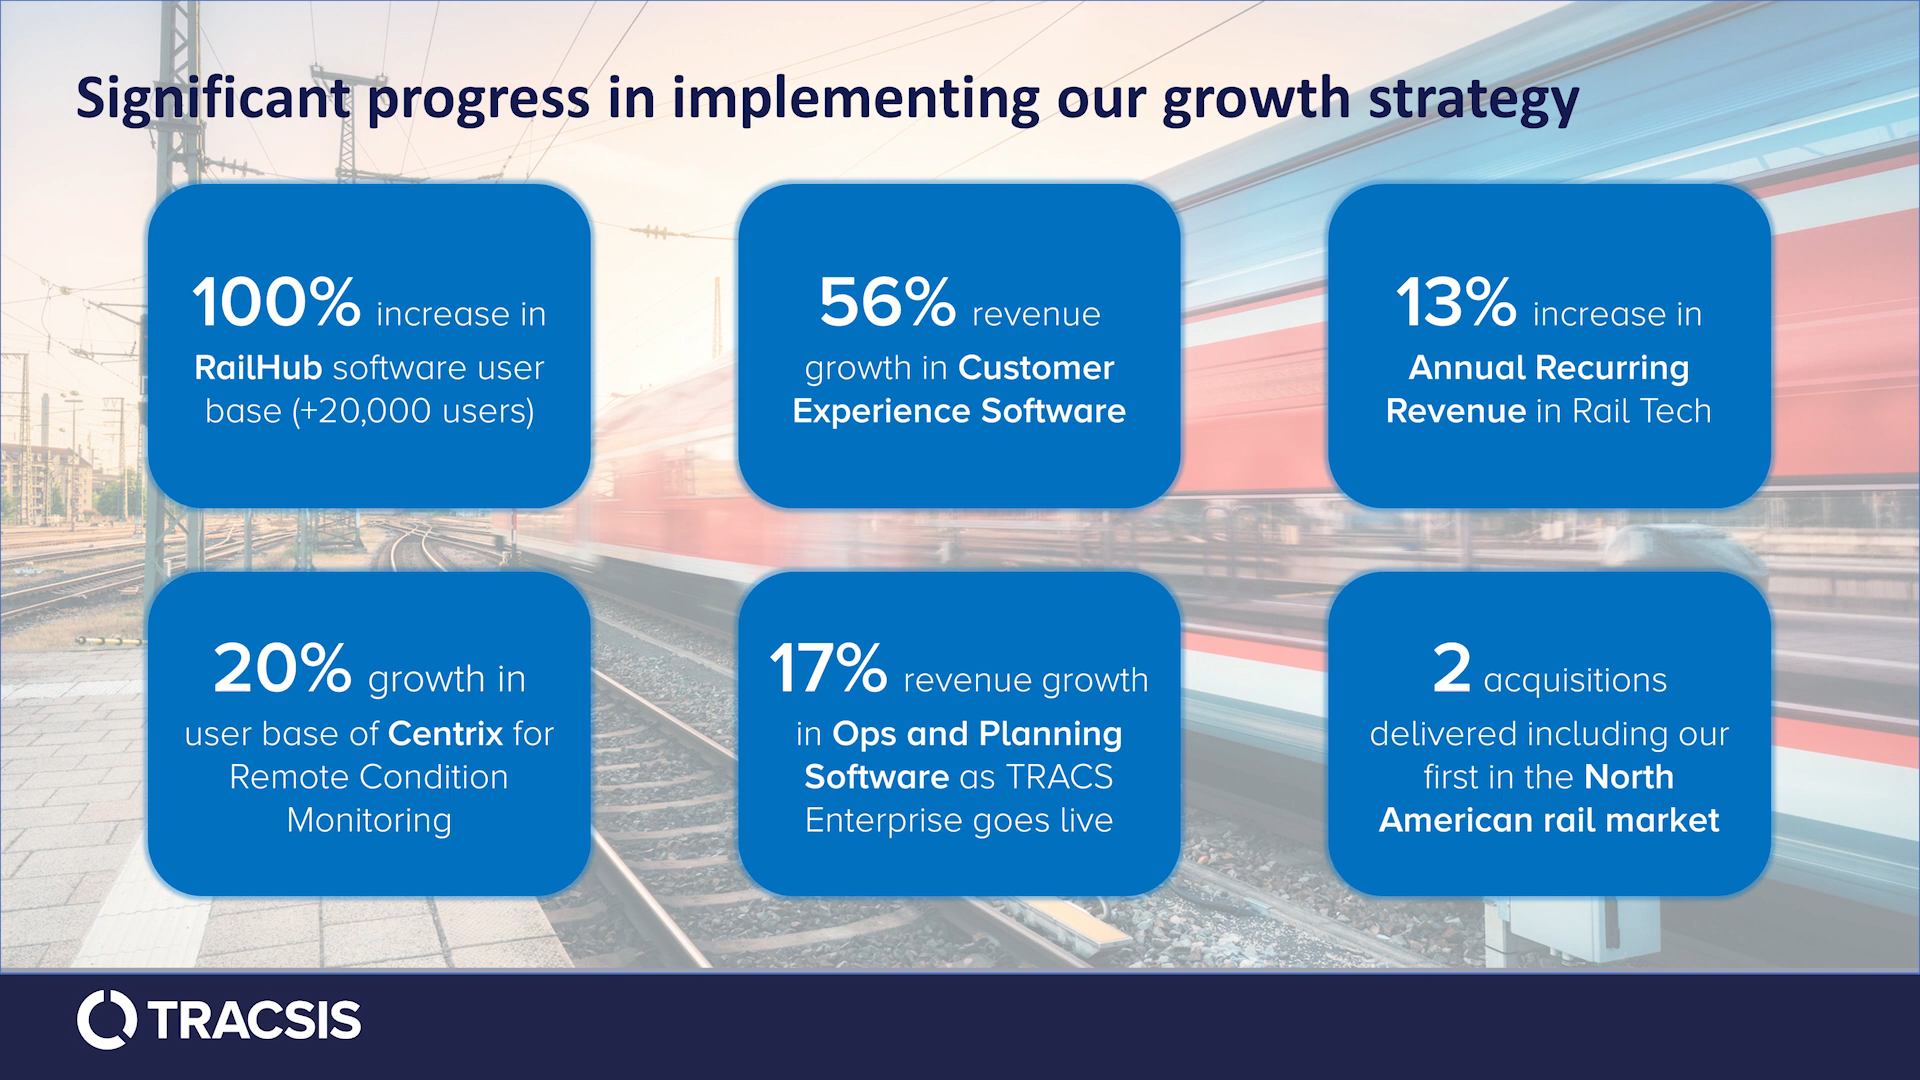 Significant progress in implementing our growth strategy
100% increase in
RailHub software user
base (+20,000 users)
56% revenue
growth in Customer
Experience Software
13% increase in
Annual Recurring
Revenue in Rail Tech
20% growth in
user base of Centrix for
Remote Condition
Monitoring
17% revenue growth
in Ops and Planning
Software as TRACS
Enterprise goes live
2 acquisitions
delivered including our
first in the North
American rail market
TRACSIS